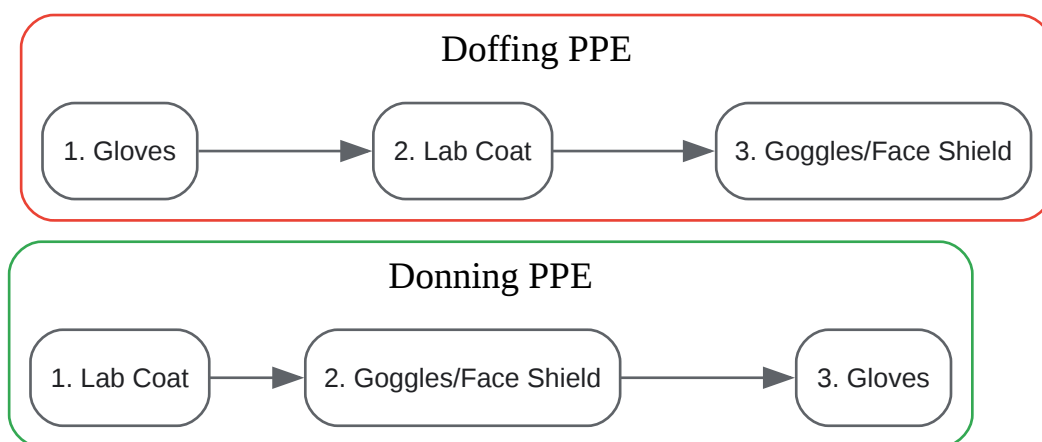 Doffing PPE
1. Gloves
2. Lab Coat
3. Goggles/Face Shield
Donning PPE
1. Lab Coat
2. Goggles/Face Shield
3. Gloves